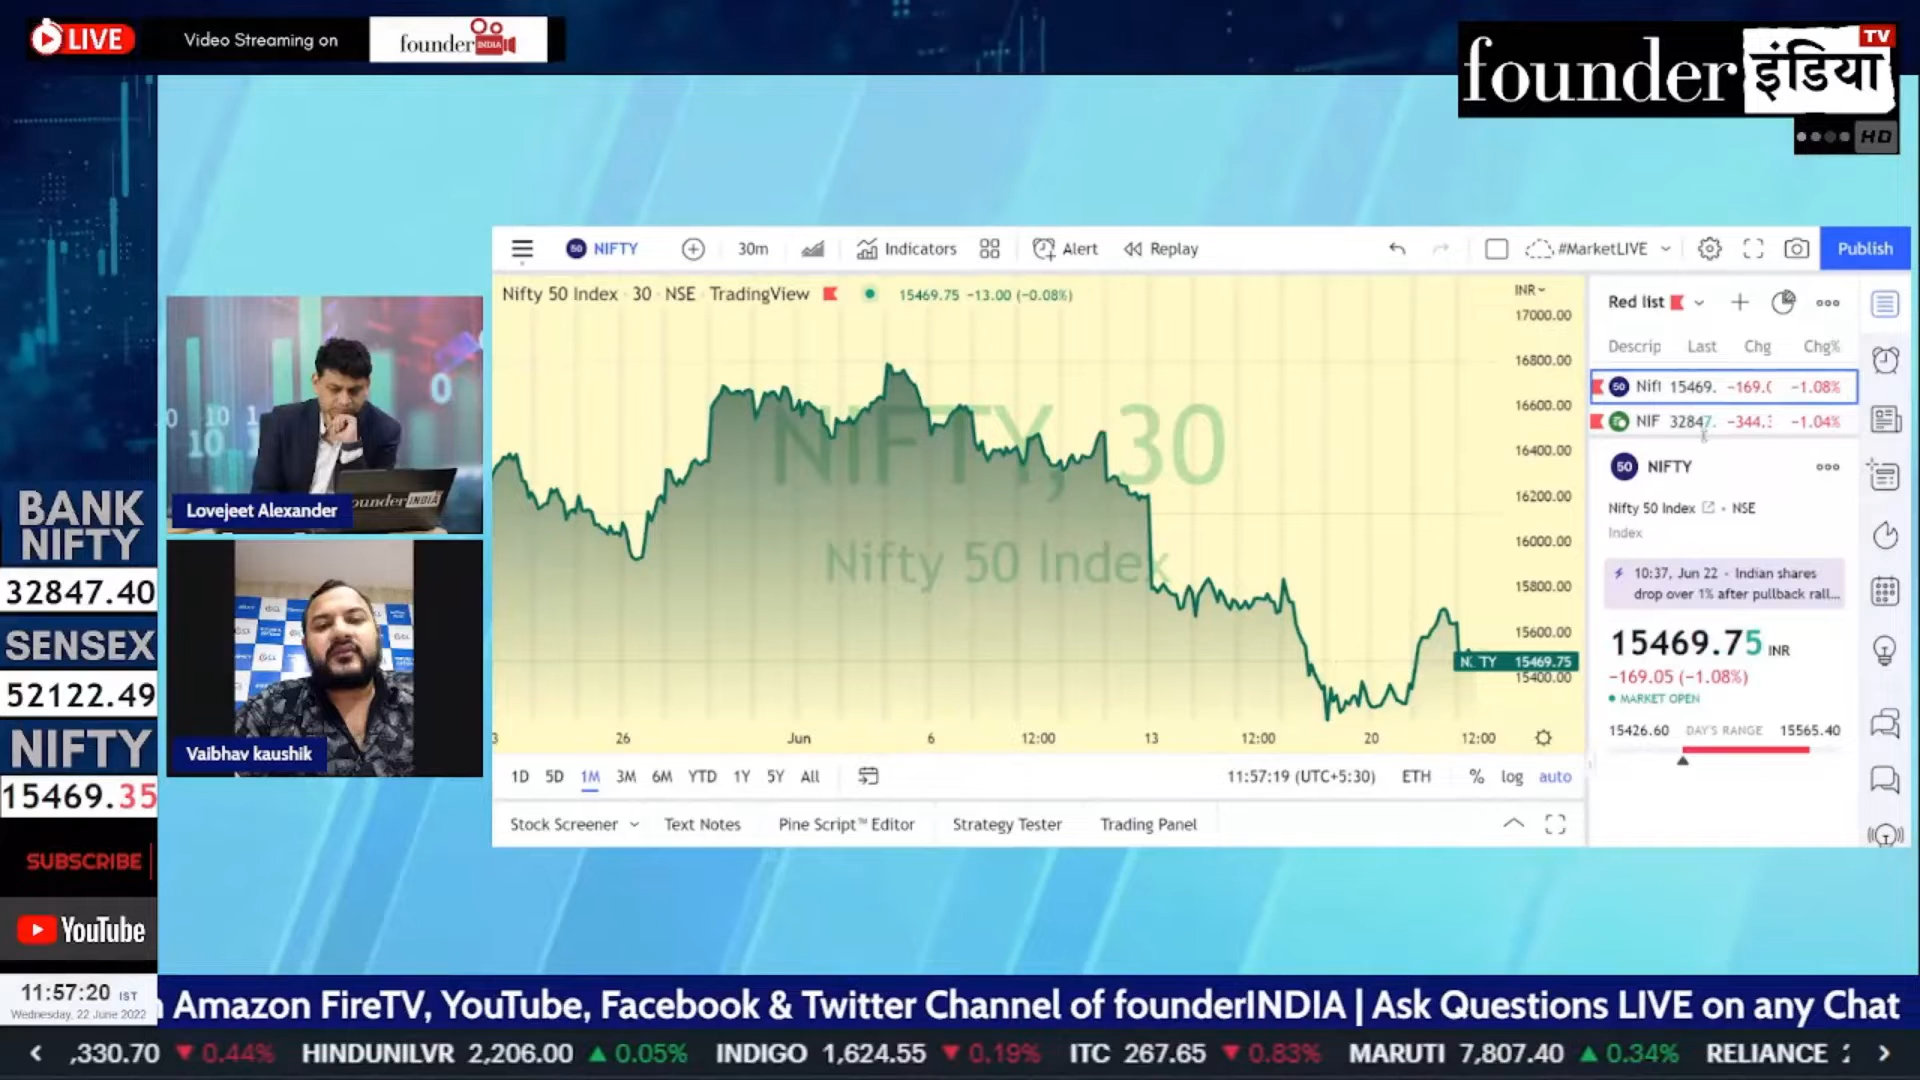 LIVE
Video Streaming on
founder INDIA
founder इंडिया TV
HD
BANK
NIFTY
32847.40
SENSEX
52122.49
NIFTY
15469.35
SUBSCRIBE
YouTube
11:57:20 IST
Wednesday, 22 June 2022
founder INDIA
Lovejeet Alexander
Vaibhav kaushik
50 NIFTY 30m Indicators Alert Replay #MarketLIVE Publish
Nifty 50 Index · 30 · NSE TradingView 15469.75 −13.00 (−0.08%)
INR
17000.00
16800.00
16600.00
16400.00
16200.00
16000.00
15800.00
15600.00
15469.75
15400.00
NIFTY, 30
Nifty 50 Index
26 Jun 6 12:00 13 12:00 20 12:00
1D 5D 1M 3M 6M YTD 1Y 5Y All 11:57:19 (UTC+5:30) ETH % log auto
Stock Screener Text Notes Pine Script™ Editor Strategy Tester Trading Panel
Red list
Descrip Last Chg Chg%
50 Nift 15469. −169.0 −1.08%
NIF 32847. −344.3 −1.04%
50 NIFTY
Nifty 50 Index · NSE
Index
10:37, Jun 22 - Indian shares
drop over 1% after pullback rall...
15469.75 INR
−169.05 (−1.08%)
MARKET OPEN
15426.60 DAY'S RANGE 15565.40
Amazon FireTV, YouTube, Facebook & Twitter Channel of founderINDIA | Ask Questions LIVE on any Chat
,330.70 ▼ 0.44% HINDUNILVR 2,206.00 ▲ 0.05% INDIGO 1,624.55 ▼ 0.19% ITC 267.65 ▼ 0.83% MARUTI 7,807.40 ▲ 0.34% RELIANCE